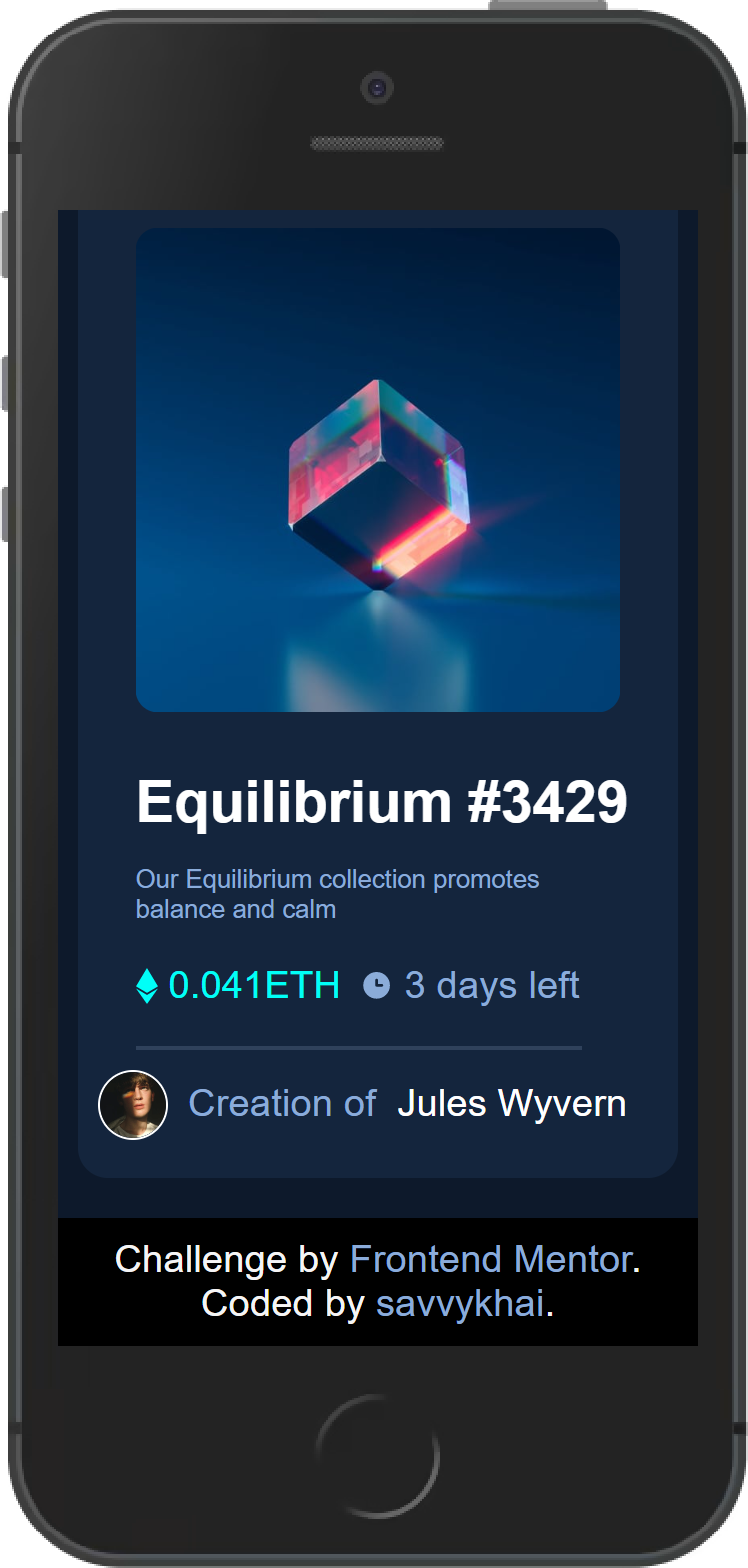 Equilibrium #3429
Our Equilibrium collection promotes
balance and calm
0.041ETH 3 days left
Creation of Jules Wyvern
Challenge by Frontend Mentor.
Coded by savvykhai.